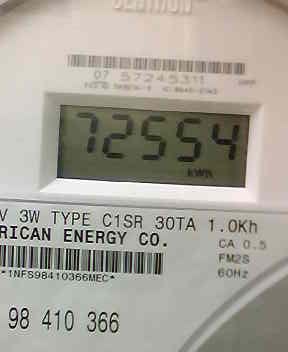 CENTRON
07 57245311
72554
kWh
V 3W TYPE C1SR 30TA 1.0Kh
RICAN ENERGY CO.
CA 0.5
FM2S
60Hz
*1NFS98410366MEC*
98 410 366